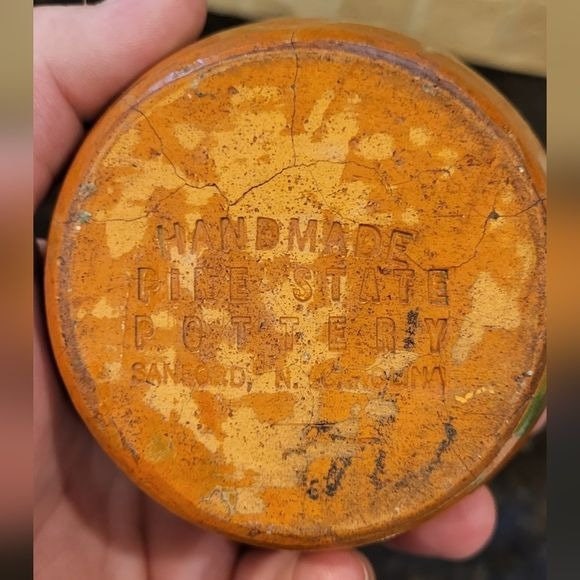 HANDMADE
PINE STATE
POTTERY
SANFORD, N. CAROLINA